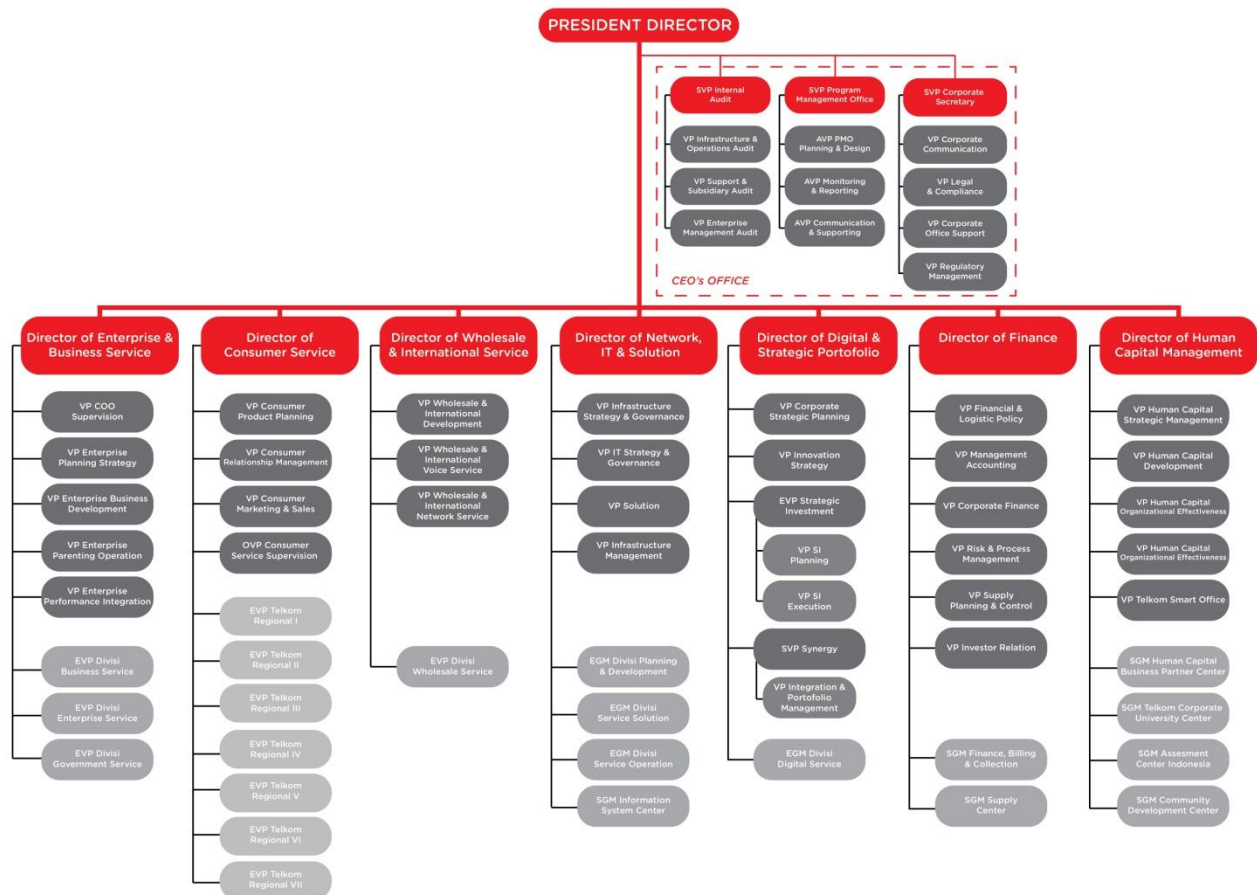 PRESIDENT DIRECTOR
SVP Internal
Audit
VP Infrastructure &
Operations Audit
VP Support &
Subsidiary Audit
VP Enterprise
Management Audit
SVP Program
Management Office
AVP PMO
Planning & Design
AVP Monitoring
& Reporting
AVP Communication
& Supporting
SVP Corporate
Secretary
VP Corporate
Communication
VP Legal
& Compliance
VP Corporate
Office Support
VP Regulatory
Management
CEO's OFFICE
Director of Enterprise &
Business Service
VP COO
Supervision
VP Enterprise
Planning Strategy
VP Enterprise Business
Development
VP Enterprise
Parenting Operation
VP Enterprise
Performance Integration
EVP Divisi
Business Service
EVP Divisi
Enterprise Service
EVP Divisi
Government Service
Director of
Consumer Service
VP Consumer
Product Planning
VP Consumer
Relationship Management
VP Consumer
Marketing & Sales
OVP Consumer
Service Supervision
EVP Telkom
Regional I
EVP Telkom
Regional II
EVP Telkom
Regional III
EVP Telkom
Regional IV
EVP Telkom
Regional V
EVP Telkom
Regional VI
EVP Telkom
Regional VII
Director of Wholesale
& International Service
VP Wholesale &
International
Development
VP Wholesale &
International
Voice Service
VP Wholesale &
International
Network Service
EVP Divisi
Wholesale Service
Director of Network,
IT & Solution
VP Infrastructure
Strategy & Governance
VP IT Strategy &
Governance
VP Solution
VP Infrastructure
Management
EGM Divisi Planning
& Development
EGM Divisi
Service Solution
EGM Divisi
Service Operation
SGM Information
System Center
Director of Digital &
Strategic Portofolio
VP Corporate
Strategic Planning
VP Innovation
Strategy
EVP Strategic
Investment
VP SI
Planning
VP SI
Execution
SVP Synergy
VP Integration &
Portofolio
Management
EGM Divisi
Digital Service
Director of Finance
VP Financial &
Logistic Policy
VP Management
Accounting
VP Corporate Finance
VP Risk & Process
Management
VP Supply
Planning & Control
VP Investor Relation
SGM Finance, Billing
& Collection
SGM Supply
Center
Director of Human
Capital Management
VP Human Capital
Strategic Management
VP Human Capital
Development
VP Human Capital
Organizational Effectiveness
VP Human Capital
Organizational Effectiveness
VP Telkom Smart Office
SGM Human Capital
Business Partner Center
SGM Telkom Corporate
University Center
SGM Assesment
Center Indonesia
SGM Community
Development Center